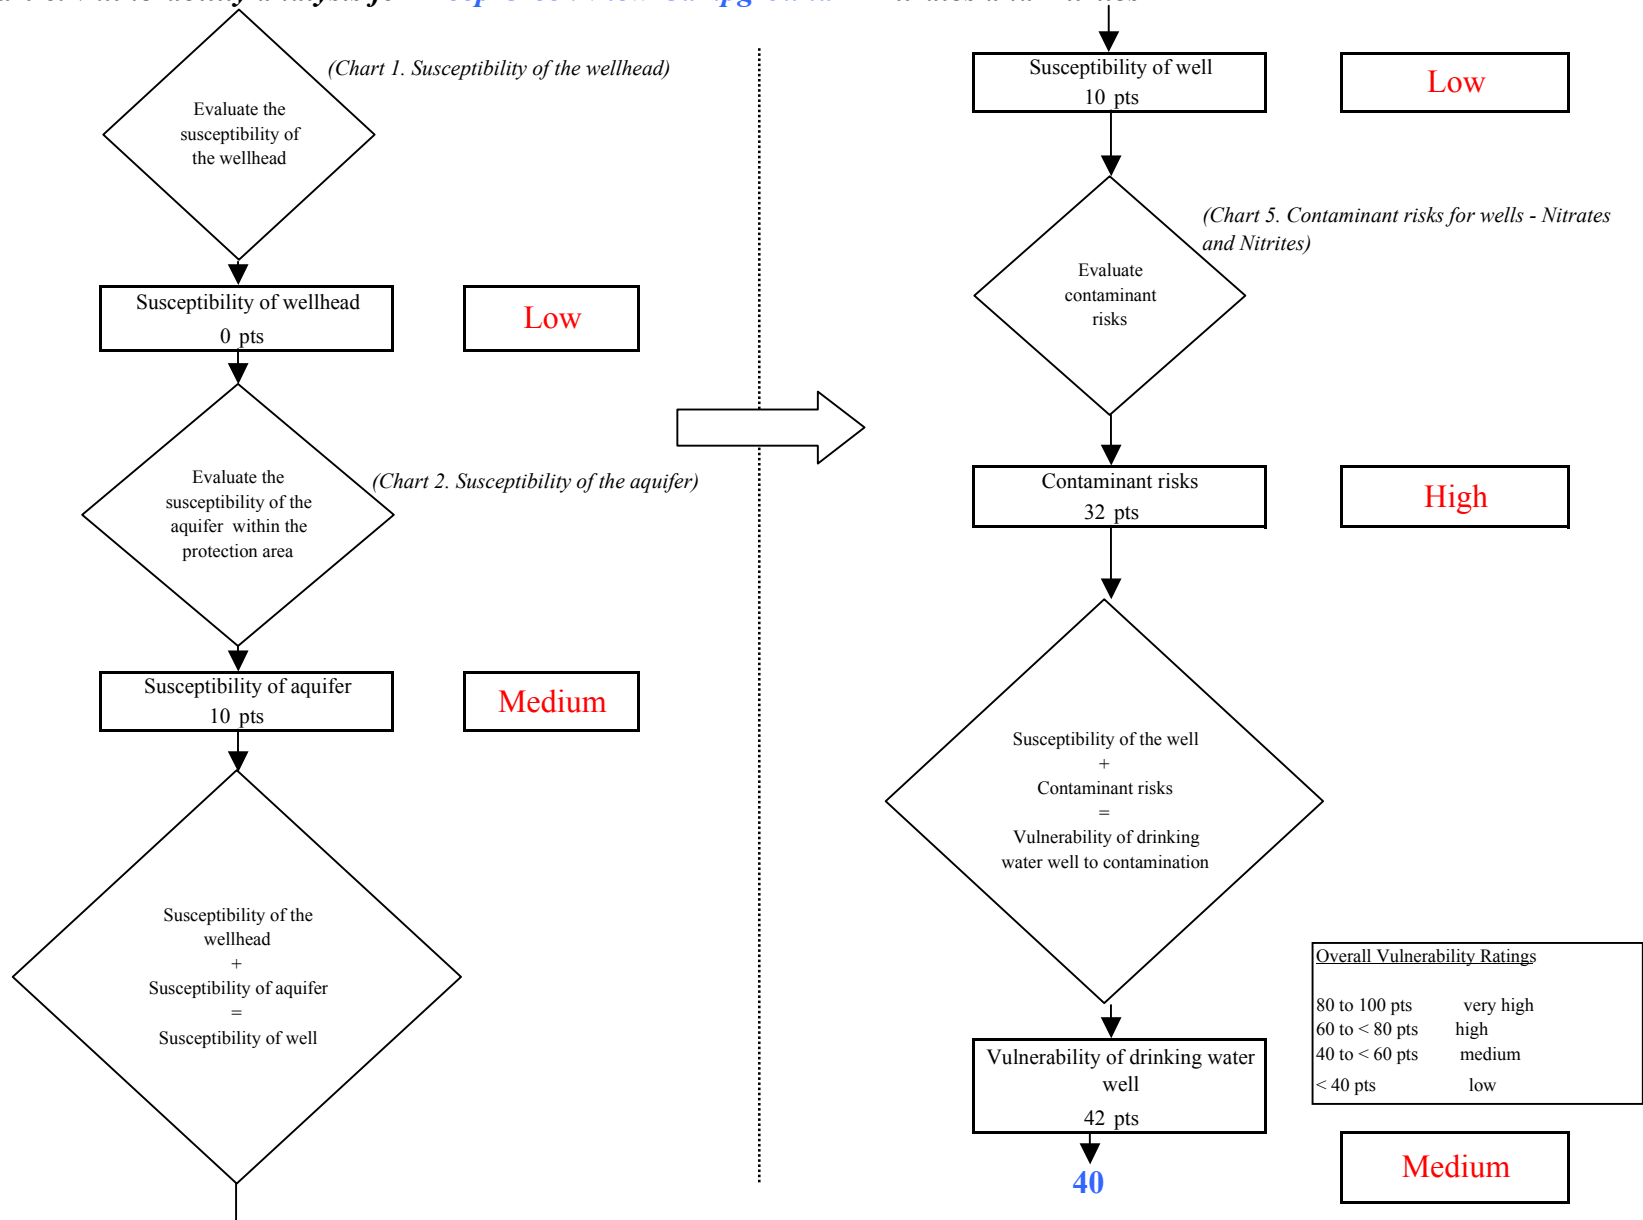 (Chart 1. Susceptibility of the wellhead)
Evaluate the
susceptibility of
the wellhead
Susceptibility of wellhead
0 pts
Low
Evaluate the
susceptibility of the
aquifer within the
protection area
(Chart 2. Susceptibility of the aquifer)
Susceptibility of aquifer
10 pts
Medium
Susceptibility of the
wellhead
+
Susceptibility of aquifer
=
Susceptibility of well
Susceptibility of well
10 pts
Low
(Chart 5. Contaminant risks for wells - Nitrates
and Nitrites)
Evaluate
contaminant
risks
Contaminant risks
32 pts
High
Susceptibility of the well
+
Contaminant risks
=
Vulnerability of drinking
water well to contamination
Vulnerability of drinking water
well
42 pts
40
Overall Vulnerability Ratings
80 to 100 pts very high
60 to < 80 pts high
40 to < 60 pts medium
< 40 pts low
Medium